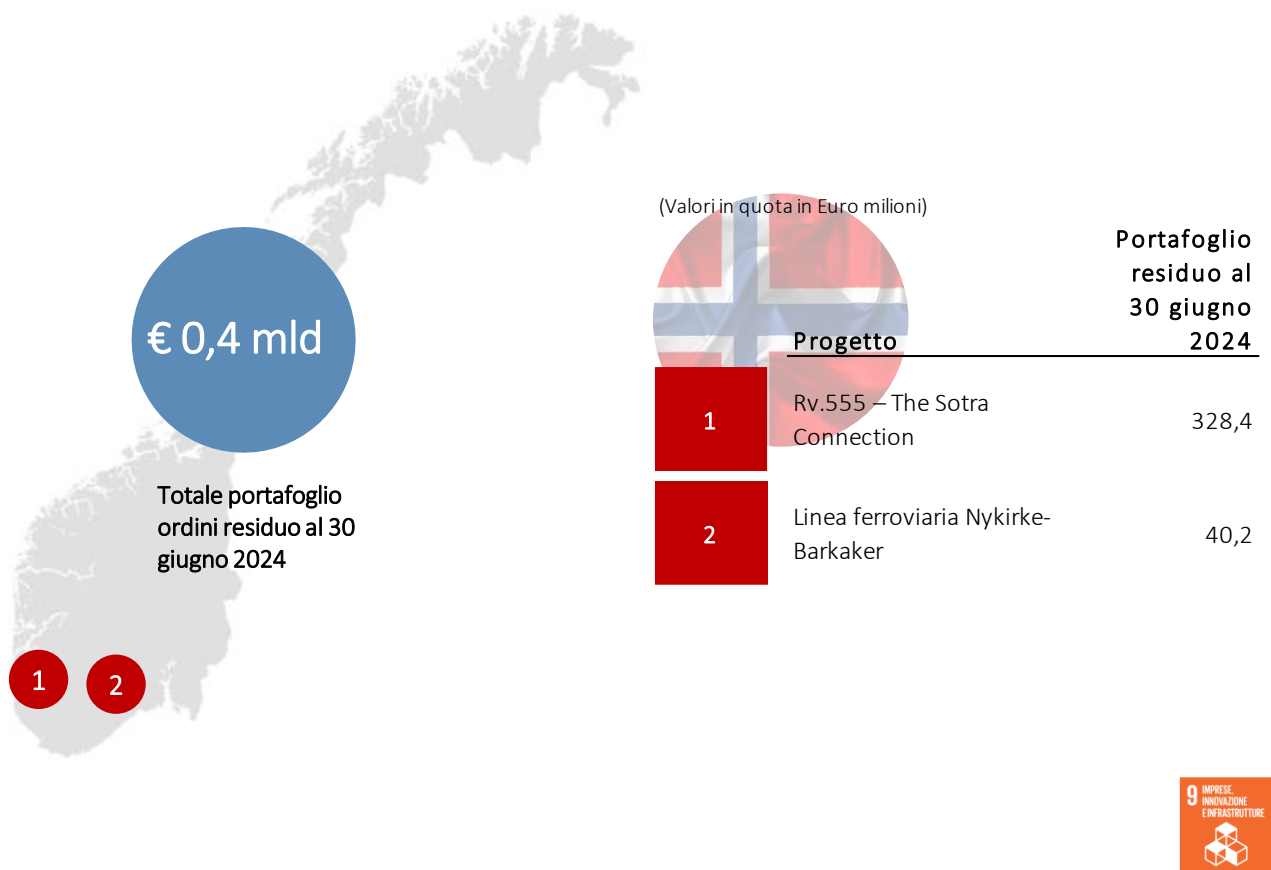 € 0,4 mld
Totale portafoglio
ordini residuo al 30
giugno 2024
1
2
(Valori in quota in Euro milioni)
Progetto
Portafoglio
residuo al
30 giugno
2024
1
Rv.555 – The Sotra
Connection
328,4
2
Linea ferroviaria Nykirke-
Barkaker
40,2
9 IMPRESE,
INNOVAZIONE
E INFRASTRUTTURE